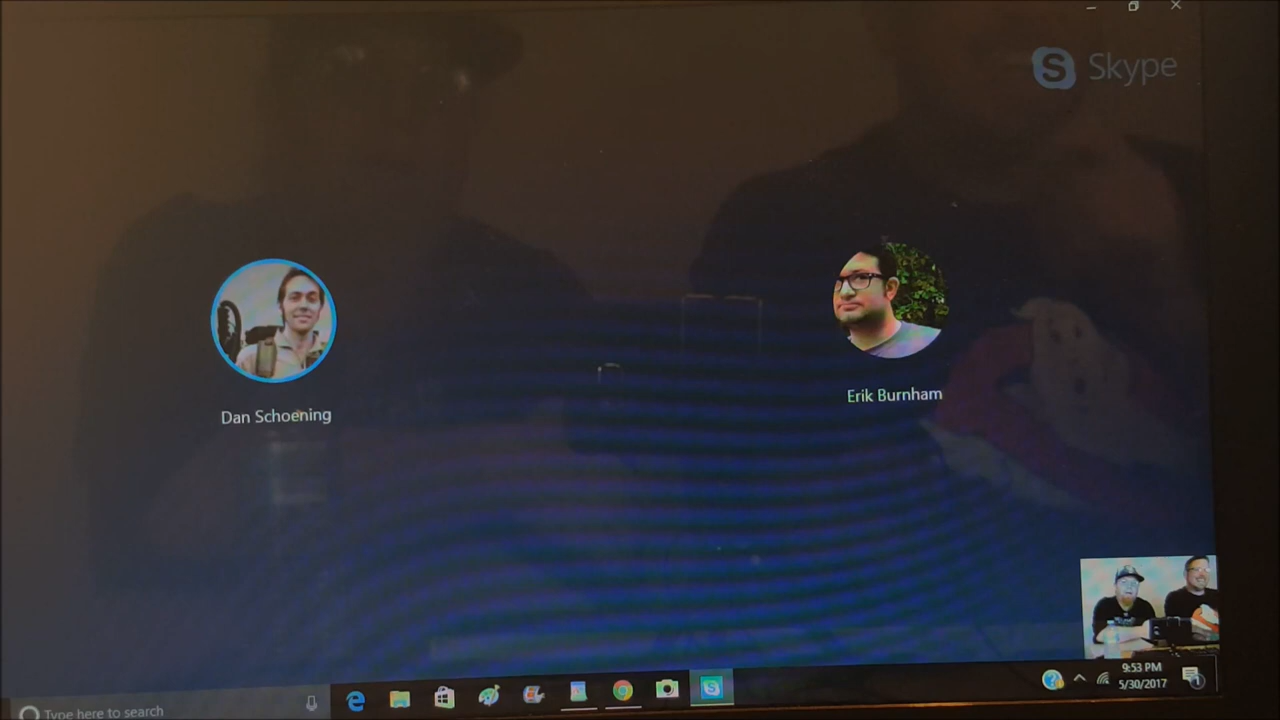 Skype
Dan Schoening
Erik Burnham
9:53 PM
5/30/2017
Type here to search